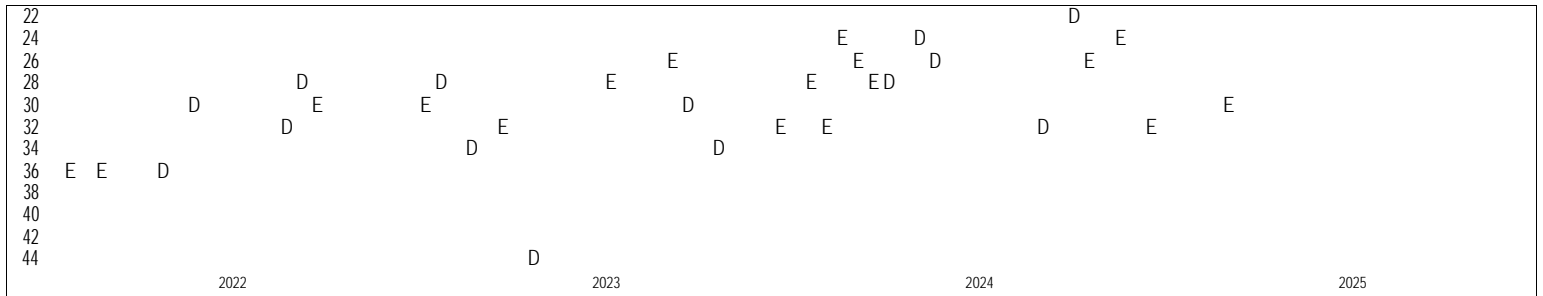 22 D
24 E D E
26 E E D E
28 D D E E E D
30 D E E D E
32 D E E E D E
34 D D
36 E E D
38
40
42
44 D
2022 2023 2024 2025